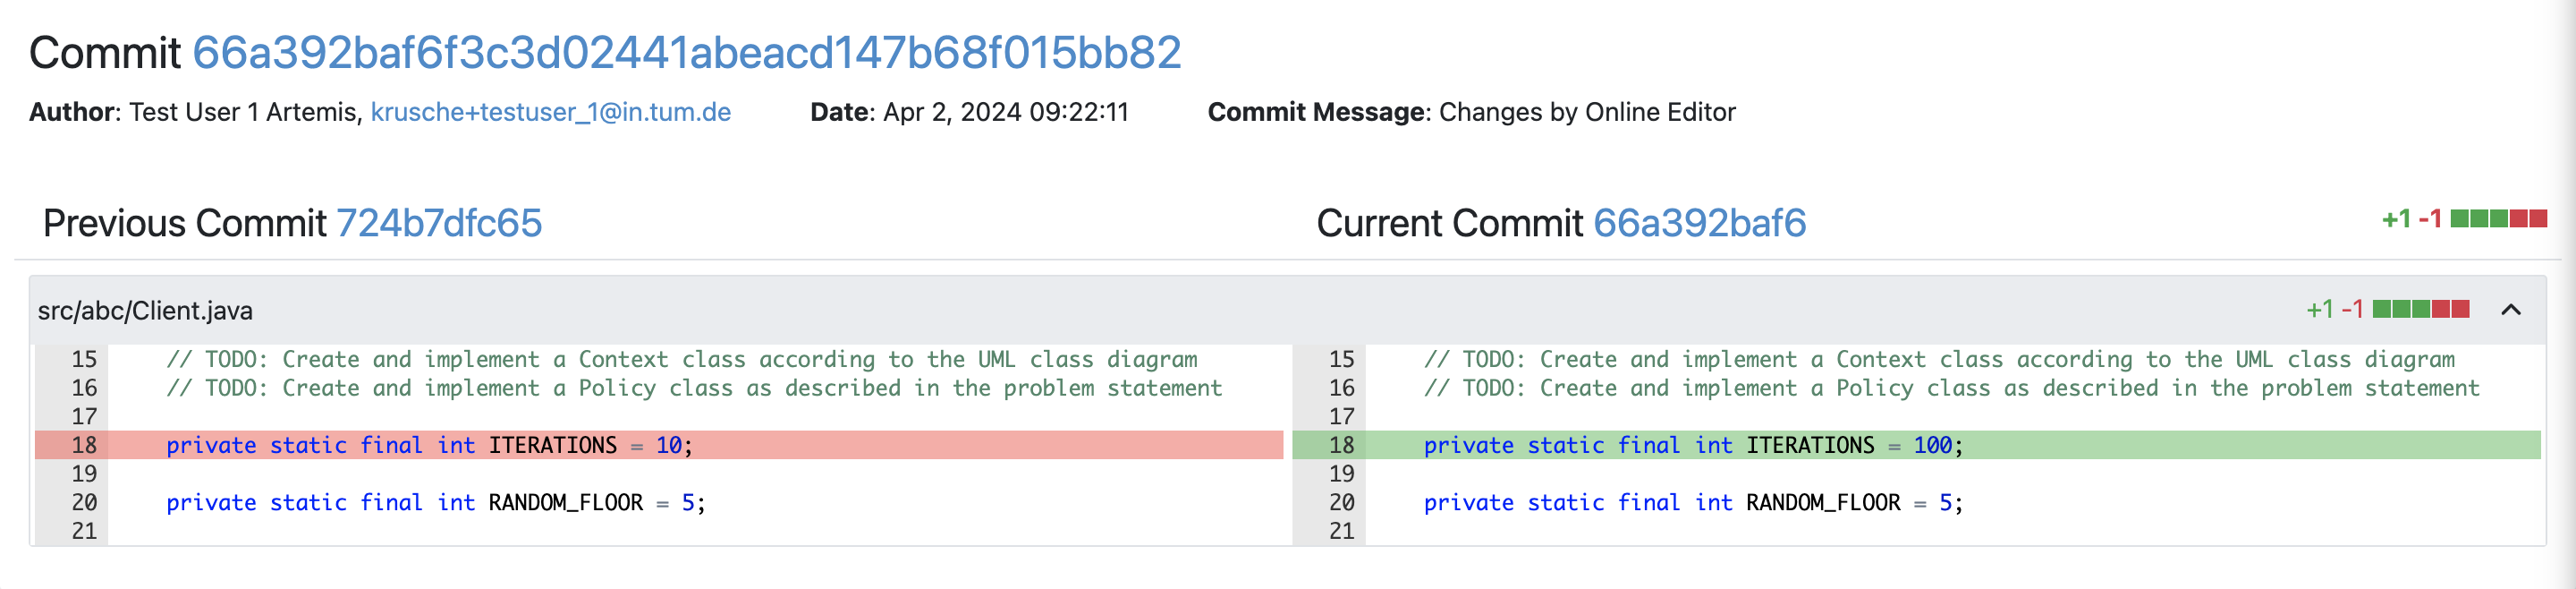 Commit 66a392baf6f3c3d02441abeacd147b68f015bb82
Author: Test User 1 Artemis, krusche+testuser_1@in.tum.de Date: Apr 2, 2024 09:22:11 Commit Message: Changes by Online Editor
Previous Commit 724b7dfc65
Current Commit 66a392baf6 +1 -1
src/abc/Client.java +1 -1
15 // TODO: Create and implement a Context class according to the UML class diagram
16 // TODO: Create and implement a Policy class as described in the problem statement
17
18 private static final int ITERATIONS = 10;
19
20 private static final int RANDOM_FLOOR = 5;
21
15 // TODO: Create and implement a Context class according to the UML class diagram
16 // TODO: Create and implement a Policy class as described in the problem statement
17
18 private static final int ITERATIONS = 100;
19
20 private static final int RANDOM_FLOOR = 5;
21